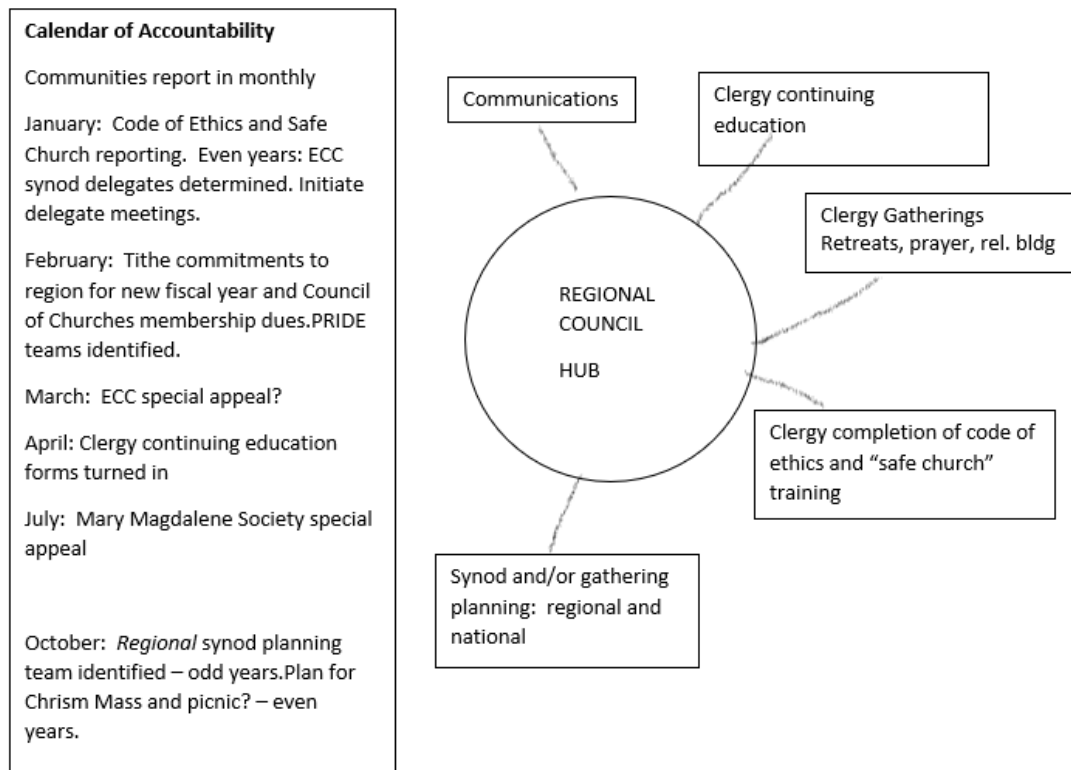 Calendar of Accountability
Communities report in monthly
January:  Code of Ethics and Safe
Church reporting.  Even years: ECC
synod delegates determined. Initiate
delegate meetings.
February:  Tithe commitments to
region for new fiscal year and Council
of Churches membership dues.PRIDE
teams identified.
March:  ECC special appeal?
April: Clergy continuing education
forms turned in
July:  Mary Magdalene Society special
appeal
October:  Regional synod planning
team identified – odd years.Plan for
Chrism Mass and picnic? – even
years.
Communications
Clergy continuing
education
Clergy Gatherings
Retreats, prayer, rel. bldg
REGIONAL
COUNCIL
HUB
Clergy completion of code of
ethics and “safe church”
training
Synod and/or gathering
planning:  regional and
national